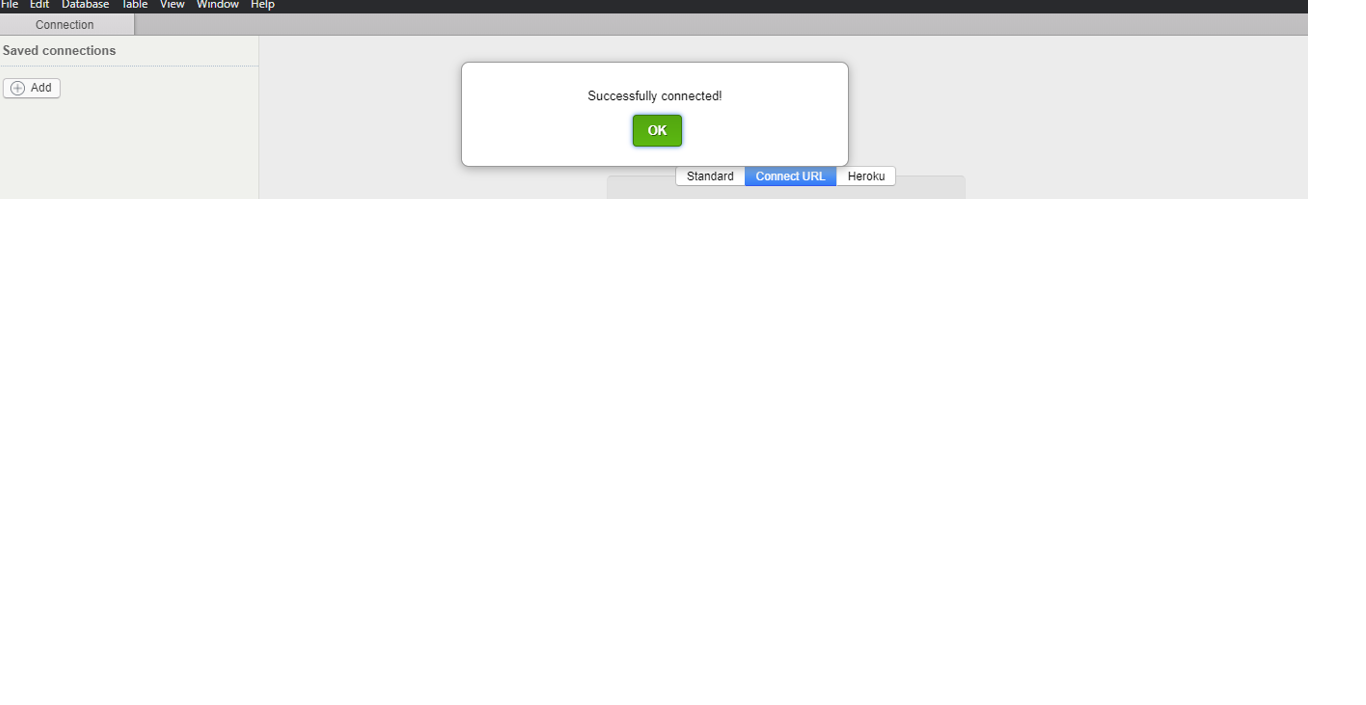 File Edit Database Table View Window Help
Connection
Saved connections
Add
Successfully connected!
OK
Standard Connect URL Heroku